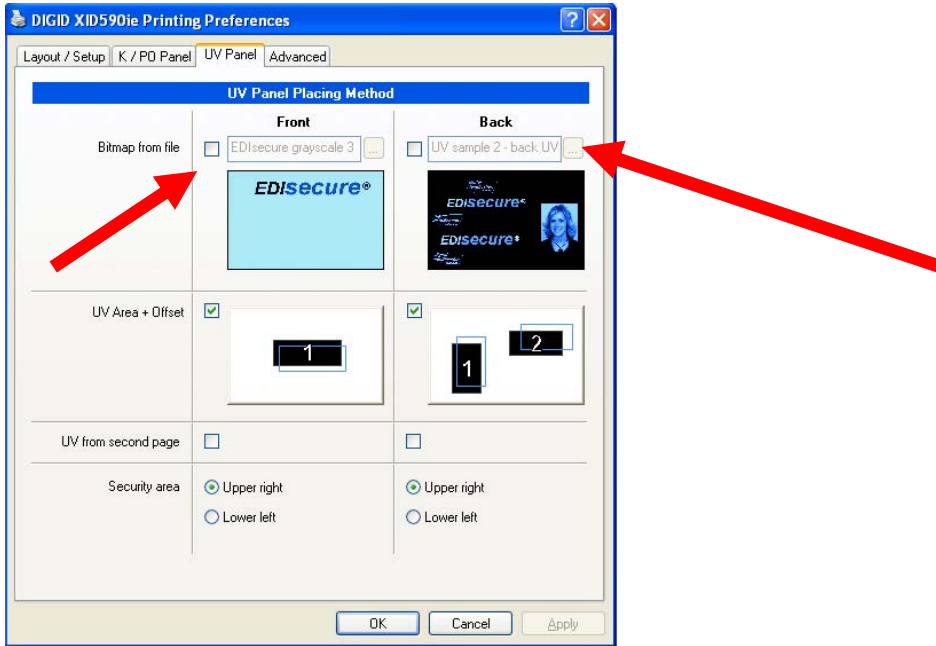 DIGID XID590ie Printing Preferences
Layout / Setup K / PO Panel UV Panel Advanced
UV Panel Placing Method
Front Back
Bitmap from file EDIsecure grayscale 3 ... UV sample 2 - back UV ...
EDIsecure®
EDIsecure®
EDIsecure®
UV Area + Offset
1 1 2
UV from second page
Security area Upper right Upper right
Lower left Lower left
OK Cancel Apply